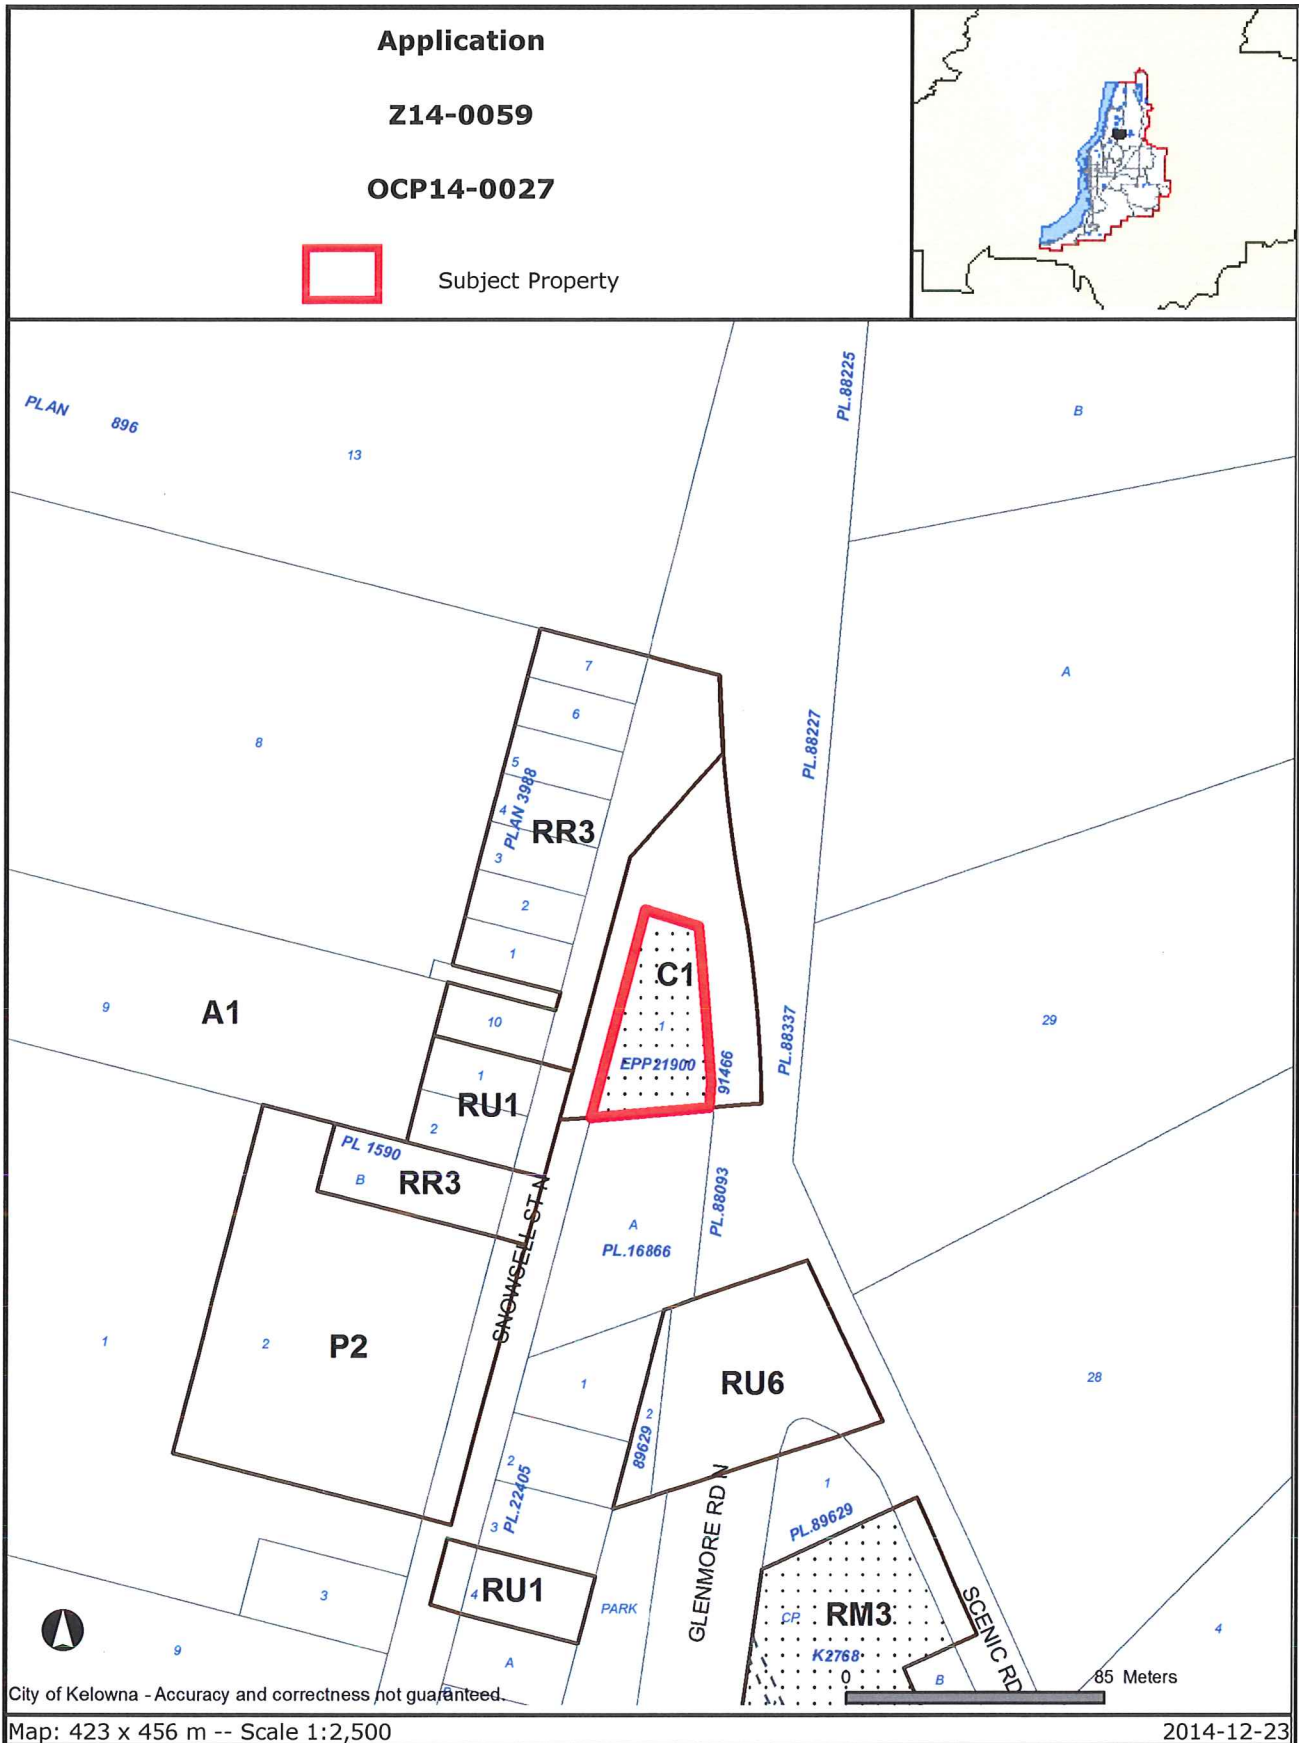 Application
Z14-0059
OCP14-0027
Subject Property
PLAN 896
13
PL.88225
B
7
6
5
4
PLAN 3988
RR3
3
2
1
8
PL.88227
A
9
A1
10
1
RU1
2
C1
1
EPP21900
91466
PL.88337
29
PL 1590
B
RR3
SNOWSELL ST N
A
PL.16866
PL.88093
1
2
P2
1
2
89629
RU6
28
2
PL.22405
3
GLENMORE RD N
1
PL.89629
3
4
RU1
PARK
CP
RM3
K2768
SCENIC RD
4
9
A
B
0
85 Meters
City of Kelowna - Accuracy and correctness not guaranteed.
Map: 423 x 456 m -- Scale 1:2,500
2014-12-23